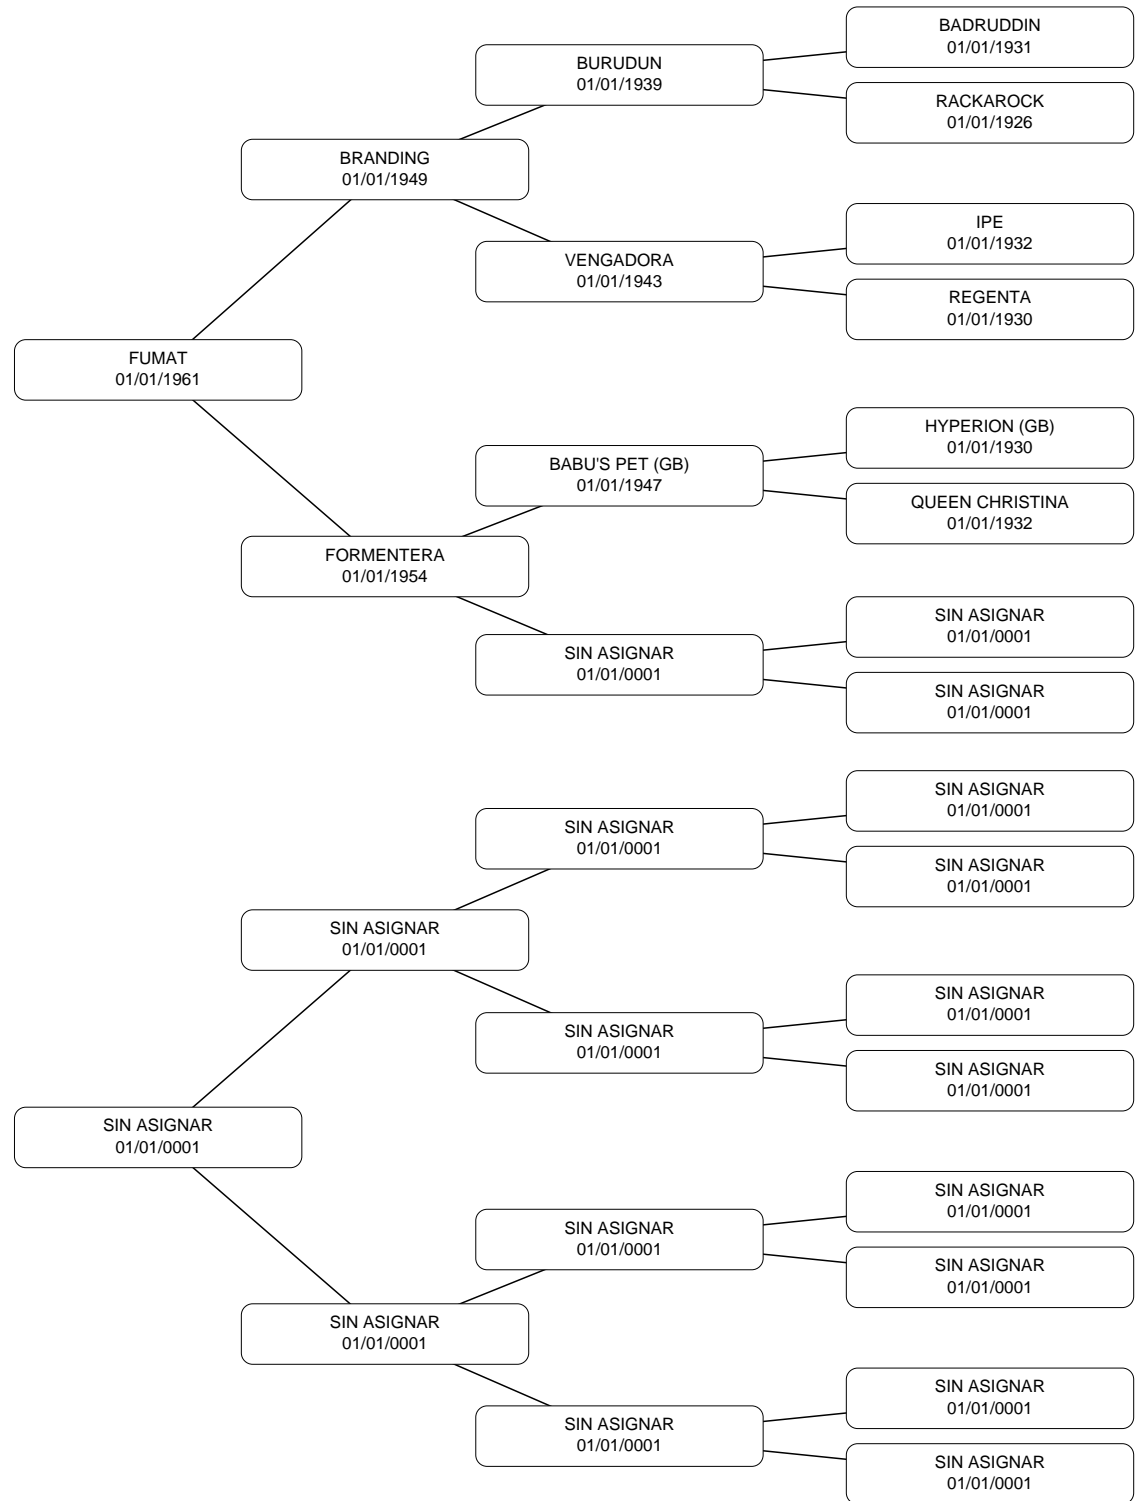 BADRUDDIN
01/01/1931
BURUDUN
01/01/1939
RACKAROCK
01/01/1926
BRANDING
01/01/1949
IPE
01/01/1932
VENGADORA
01/01/1943
REGENTA
01/01/1930
FUMAT
01/01/1961
HYPERION (GB)
01/01/1930
BABU'S PET (GB)
01/01/1947
QUEEN CHRISTINA
01/01/1932
FORMENTERA
01/01/1954
SIN ASIGNAR
01/01/0001
SIN ASIGNAR
01/01/0001
SIN ASIGNAR
01/01/0001
SIN ASIGNAR
01/01/0001
SIN ASIGNAR
01/01/0001
SIN ASIGNAR
01/01/0001
SIN ASIGNAR
01/01/0001
SIN ASIGNAR
01/01/0001
SIN ASIGNAR
01/01/0001
SIN ASIGNAR
01/01/0001
SIN ASIGNAR
01/01/0001
SIN ASIGNAR
01/01/0001
SIN ASIGNAR
01/01/0001
SIN ASIGNAR
01/01/0001
SIN ASIGNAR
01/01/0001
SIN ASIGNAR
01/01/0001
SIN ASIGNAR
01/01/0001
SIN ASIGNAR
01/01/0001